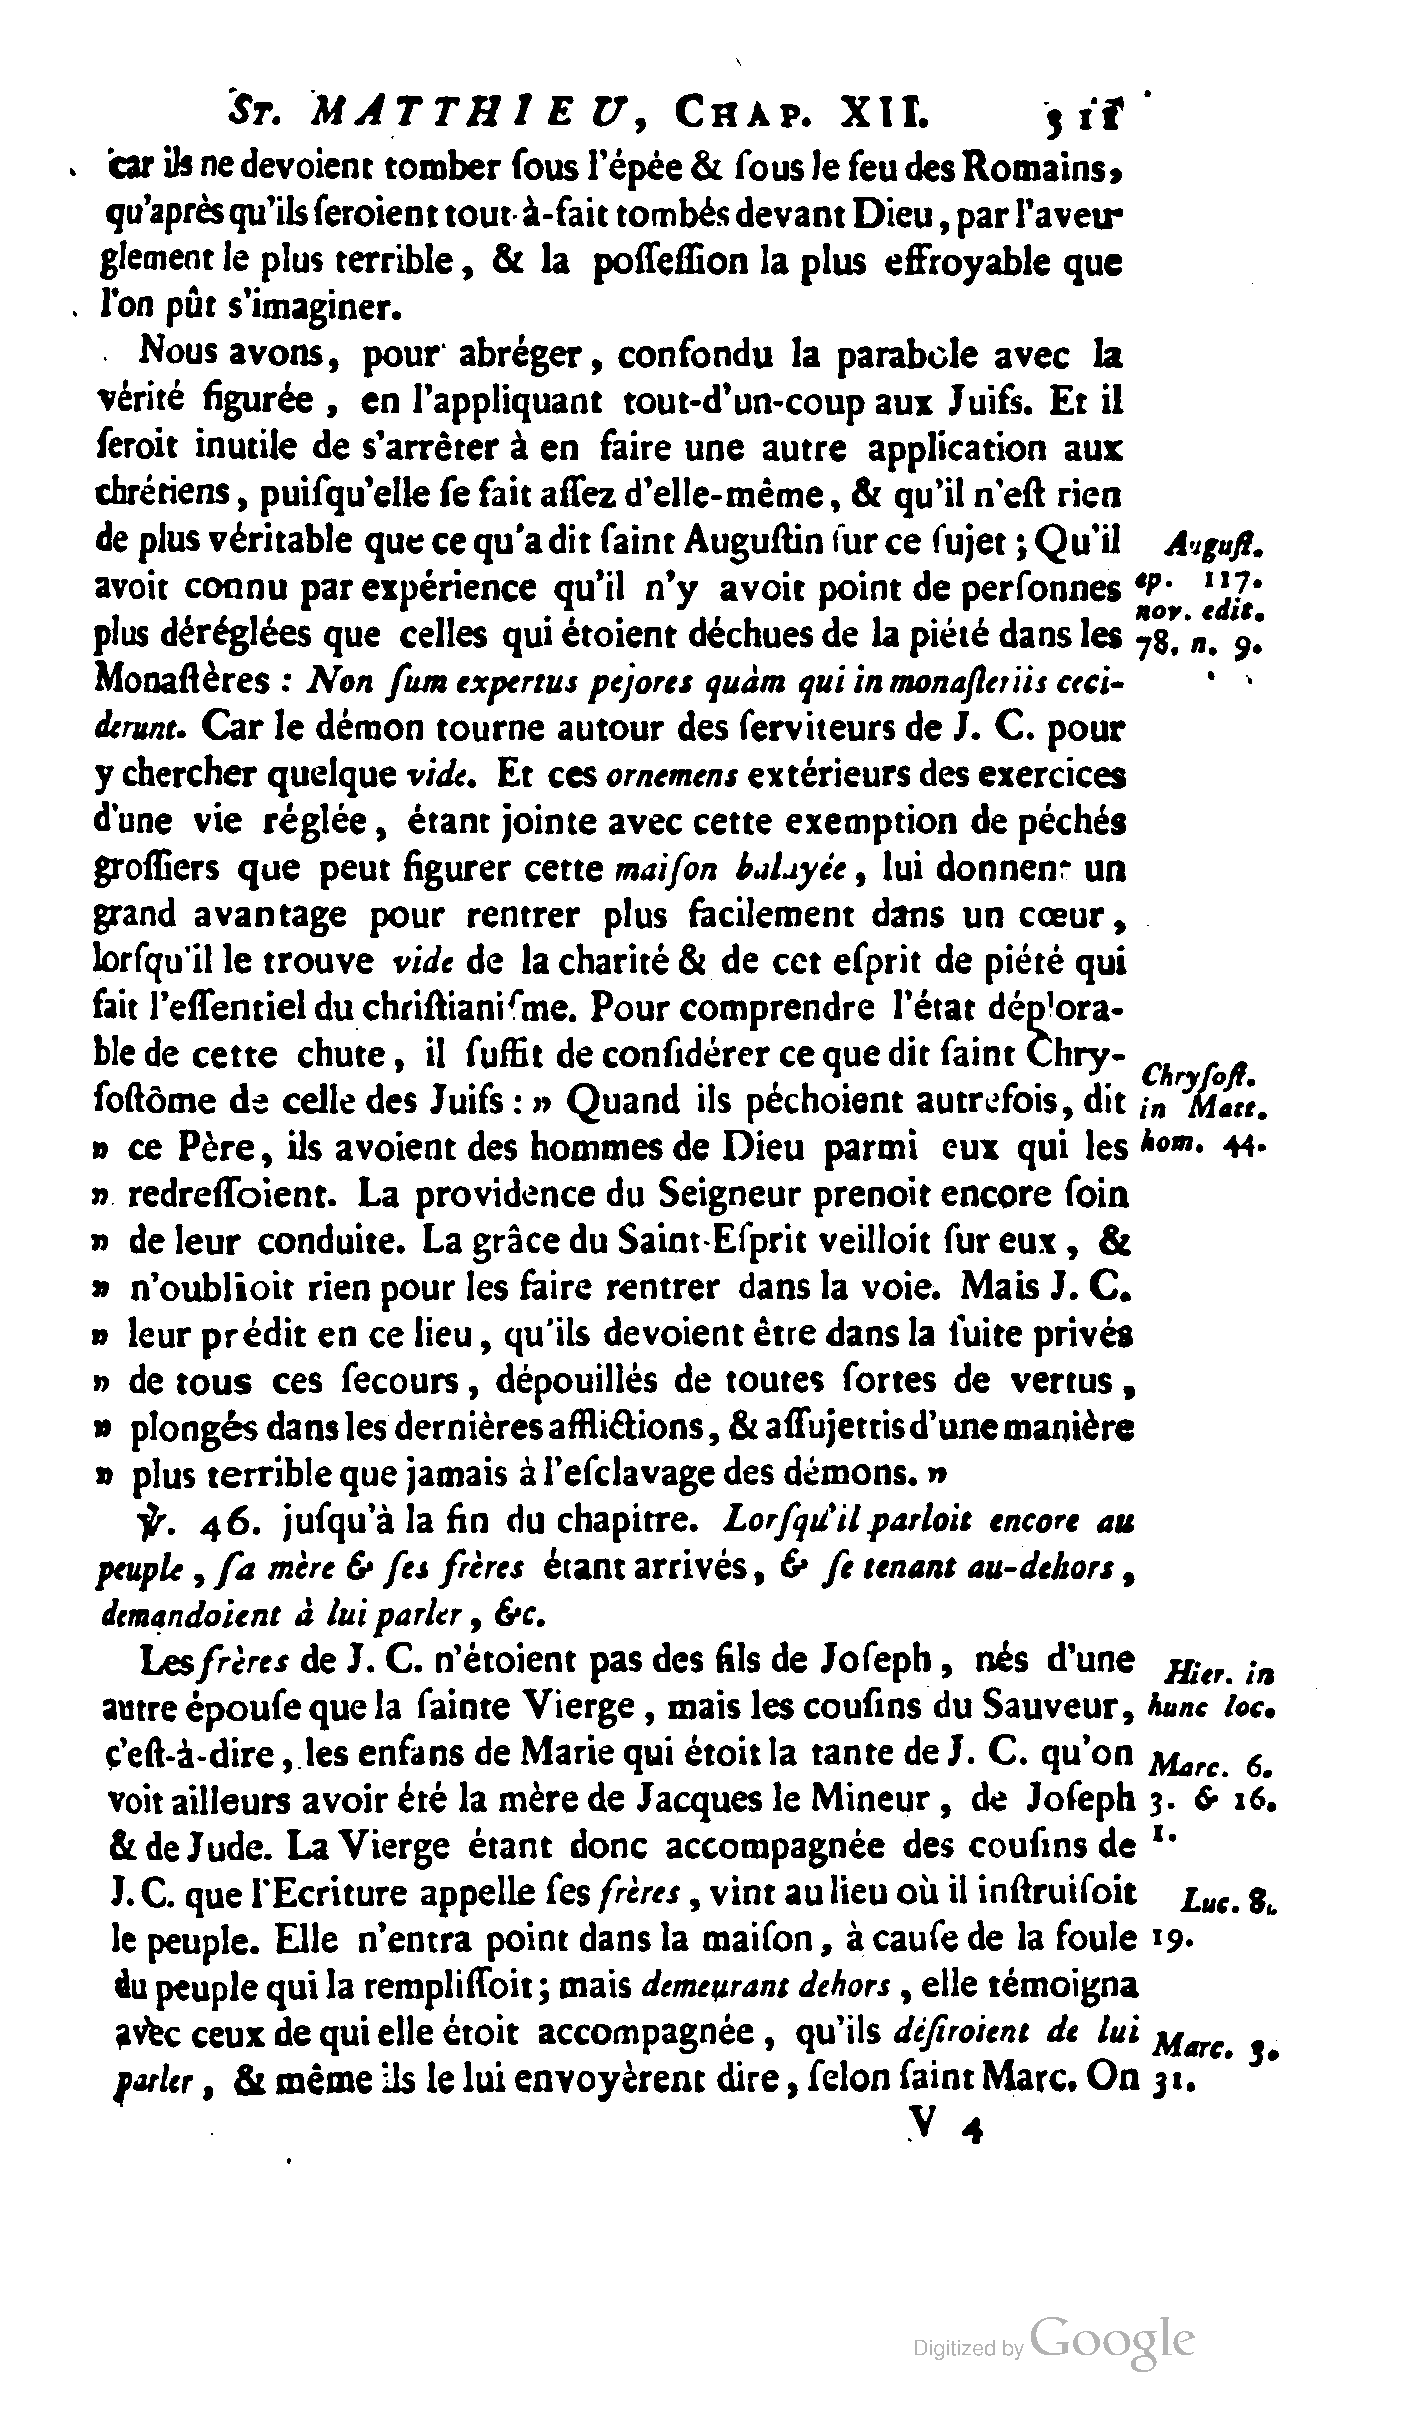 ST. MATTHIEU, CHAP. XII. 311
car ils ne devoient tomber ſous l'épée & ſous le feu des Romains,
qu'après qu'ils ſeroient tout-à-fait tombés devant Dieu, par l'aveu-
glement le plus terrible, & la poſſeſſion la plus effroyable que
l'on pût s'imaginer.
Nous avons, pour abréger, confondu la parabole avec la
vérité figurée, en l'appliquant tout-d'un-coup aux Juifs. Et il
ſeroit inutile de s'arrêter à en faire une autre application aux
chrétiens, puiſqu'elle ſe fait aſſez d'elle-même, & qu'il n'eſt rien
de plus véritable que ce qu'a dit ſaint Auguſtin ſur ce ſujet; Qu'il
Auguſt.
avoit connu par expérience qu'il n'y avoit point de perſonnes
ep. 117.
nov. edit.
plus déréglées que celles qui étoient déchues de la piété dans les
78. n. 9.
Monaſtères : Non ſum expertus pejores quàm qui in monaſteriis ceci-
derunt. Car le démon tourne autour des ſerviteurs de J. C. pour
y chercher quelque vide. Et ces ornemens extérieurs des exercices
d'une vie réglée, étant jointe avec cette exemption de péchés
groſſiers que peut figurer cette maiſon balayée, lui donnent un
grand avantage pour rentrer plus facilement dans un cœur,
lorſqu'il le trouve vide de la charité & de cet eſprit de piété qui
fait l'eſſentiel du chriſtianiſme. Pour comprendre l'état déplora-
ble de cette chute, il ſuffit de conſidérer ce que dit ſaint Chry-
Chryſoſt.
ſoſtôme de celle des Juifs : » Quand ils péchoient autrefois, dit
in Matt.
» ce Père, ils avoient des hommes de Dieu parmi eux qui les
hom. 44.
» redreſſoient. La providence du Seigneur prenoit encore ſoin
» de leur conduite. La grâce du Saint-Eſprit veilloit ſur eux, &
» n'oublioit rien pour les faire rentrer dans la voie. Mais J. C.
» leur prédit en ce lieu, qu'ils devoient être dans la ſuite privés
» de tous ces ſecours, dépouillés de toutes ſortes de vertus,
» plongés dans les dernières afflictions, & aſſujettis d'une manière
» plus terrible que jamais à l'eſclavage des démons. »
℣. 46. juſqu'à la fin du chapitre. Lorſqu'il parloit encore au
peuple, ſa mère & ſes frères étant arrivés, & ſe tenant au-dehors,
demandoient à lui parler, &c.
Les frères de J. C. n'étoient pas des fils de Joſeph, nés d'une
Hier. in
autre épouſe que la ſainte Vierge, mais les couſins du Sauveur,
hunc loc.
c'eſt-à-dire, les enfans de Marie qui étoit la tante de J. C. qu'on
Marc. 6.
voit ailleurs avoir été la mère de Jacques le Mineur, de Joſeph
3. & 16.
& de Jude. La Vierge étant donc accompagnée des couſins de
1.
J. C. que l'Ecriture appelle ſes frères, vint au lieu où il inſtruiſoit
Luc. 8.
le peuple. Elle n'entra point dans la maiſon, à cauſe de la foule
19.
du peuple qui la rempliſſoit; mais demeurant dehors, elle témoigna
avec ceux de qui elle étoit accompagnée, qu'ils déſiroient de lui
Marc. 3.
parler, & même ils le lui envoyèrent dire, ſelon ſaint Marc. On
31.
V 4
Digitized by Google